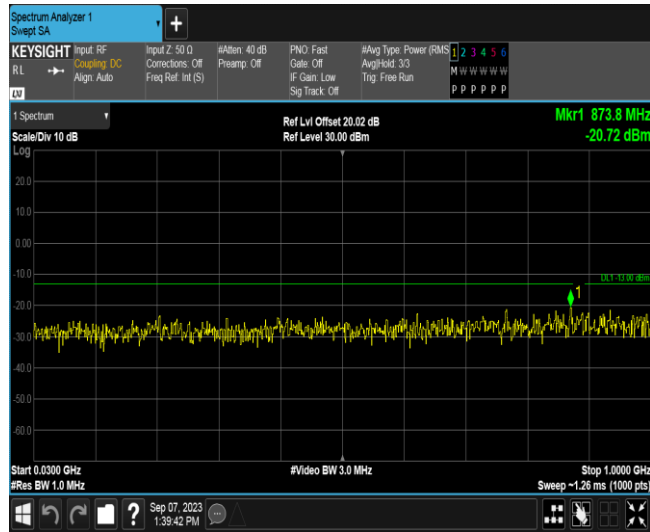 Spectrum Analyzer 1
Swept SA
+
KEYSIGHT Input: RF Input Z: 50 Ω #Atten: 40 dB PNO: Fast #Avg Type: Power (RMS 1 2 3 4 5 6
RL Coupling: DC Corrections: Off Preamp: Off Gate: Off Avg|Hold: 3/3 M W W W W W
Align: Auto Freq Ref: Int (S) IF Gain: Low Trig: Free Run
LXI Sig Track: Off P P P P P P
1 Spectrum Ref Lvl Offset 20.02 dB Mkr1 873.8 MHz
Scale/Div 10 dB Ref Level 30.00 dBm -20.72 dBm
Log
20.0
10.0
0.00
-10.0
DL1 -13.00 dBm
1
-20.0
-30.0
-40.0
-50.0
-60.0
Start 0.0300 GHz #Video BW 3.0 MHz Stop 1.0000 GHz
#Res BW 1.0 MHz Sweep ~1.26 ms (1000 pts)
? Sep 07, 2023
1:39:42 PM